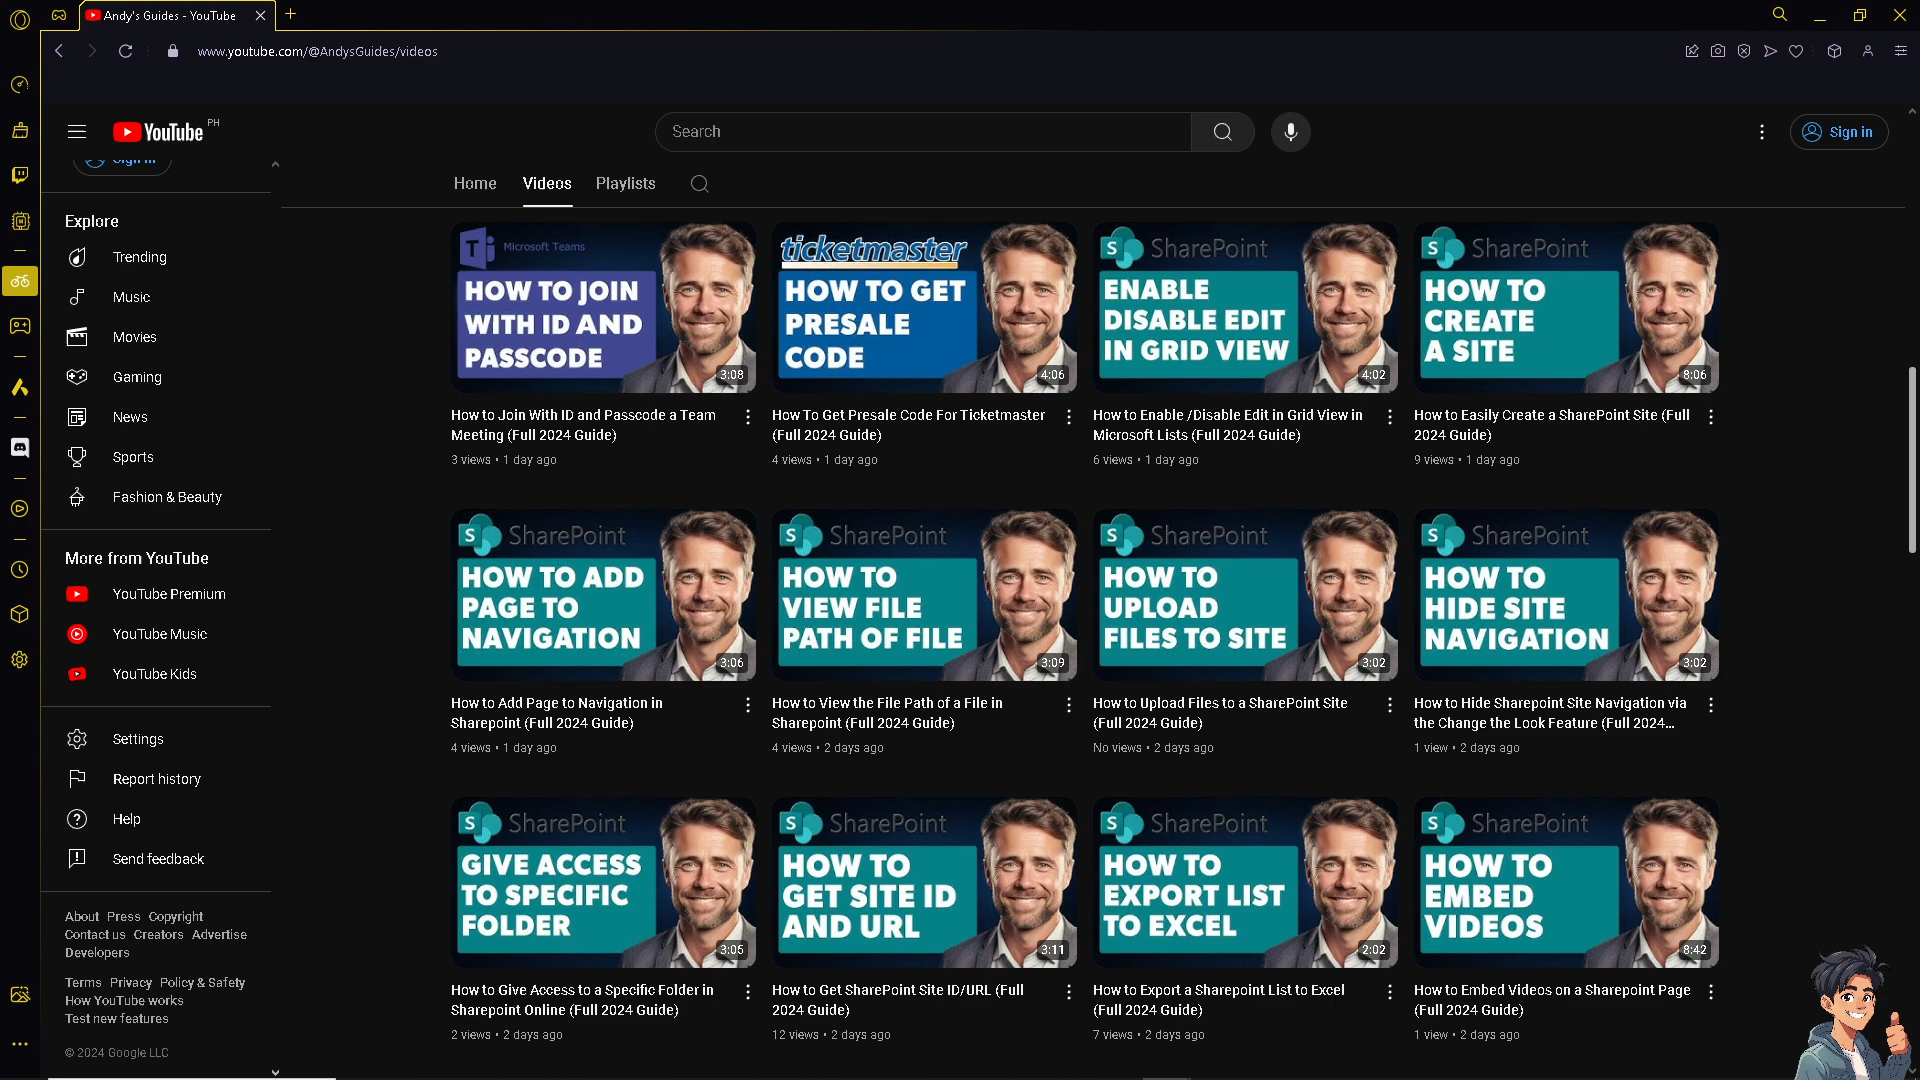 Andy's Guides - YouTube
www.youtube.com/@AndysGuides/videos
YouTube PH
Search
Sign in
Sign in
Home
Videos
Playlists
Explore
Trending
Music
Movies
Gaming
News
Sports
Fashion & Beauty
More from YouTube
YouTube Premium
YouTube Music
YouTube Kids
Settings
Report history
Help
Send feedback
About Press Copyright
Contact us Creators Advertise
Developers
Terms Privacy Policy & Safety
How YouTube works
Test new features
© 2024 Google LLC
Microsoft Teams
HOW TO JOIN
WITH ID AND
PASSCODE
3:08
How to Join With ID and Passcode a Team
Meeting (Full 2024 Guide)
3 views • 1 day ago
ticketmaster
HOW TO GET
PRESALE
CODE
4:06
How To Get Presale Code For Ticketmaster
(Full 2024 Guide)
4 views • 1 day ago
SharePoint
ENABLE
DISABLE EDIT
IN GRID VIEW
4:02
How to Enable /Disable Edit in Grid View in
Microsoft Lists (Full 2024 Guide)
6 views • 1 day ago
SharePoint
HOW TO
CREATE
A SITE
8:06
How to Easily Create a SharePoint Site (Full
2024 Guide)
9 views • 1 day ago
SharePoint
HOW TO ADD
PAGE TO
NAVIGATION
3:06
How to Add Page to Navigation in
Sharepoint (Full 2024 Guide)
4 views • 1 day ago
SharePoint
HOW TO
VIEW FILE
PATH OF FILE
3:09
How to View the File Path of a File in
Sharepoint (Full 2024 Guide)
4 views • 2 days ago
SharePoint
HOW TO
UPLOAD
FILES TO SITE
3:02
How to Upload Files to a SharePoint Site
(Full 2024 Guide)
No views • 2 days ago
SharePoint
HOW TO
HIDE SITE
NAVIGATION
3:02
How to Hide Sharepoint Site Navigation via
the Change the Look Feature (Full 2024...
1 view • 2 days ago
SharePoint
GIVE ACCESS
TO SPECIFIC
FOLDER
3:05
How to Give Access to a Specific Folder in
Sharepoint Online (Full 2024 Guide)
2 views • 2 days ago
SharePoint
HOW TO
GET SITE ID
AND URL
3:11
How to Get SharePoint Site ID/URL (Full
2024 Guide)
12 views • 2 days ago
SharePoint
HOW TO
EXPORT LIST
TO EXCEL
2:02
How to Export a Sharepoint List to Excel
(Full 2024 Guide)
7 views • 2 days ago
SharePoint
HOW TO
EMBED
VIDEOS
8:42
How to Embed Videos on a Sharepoint Page
(Full 2024 Guide)
1 view • 2 days ago